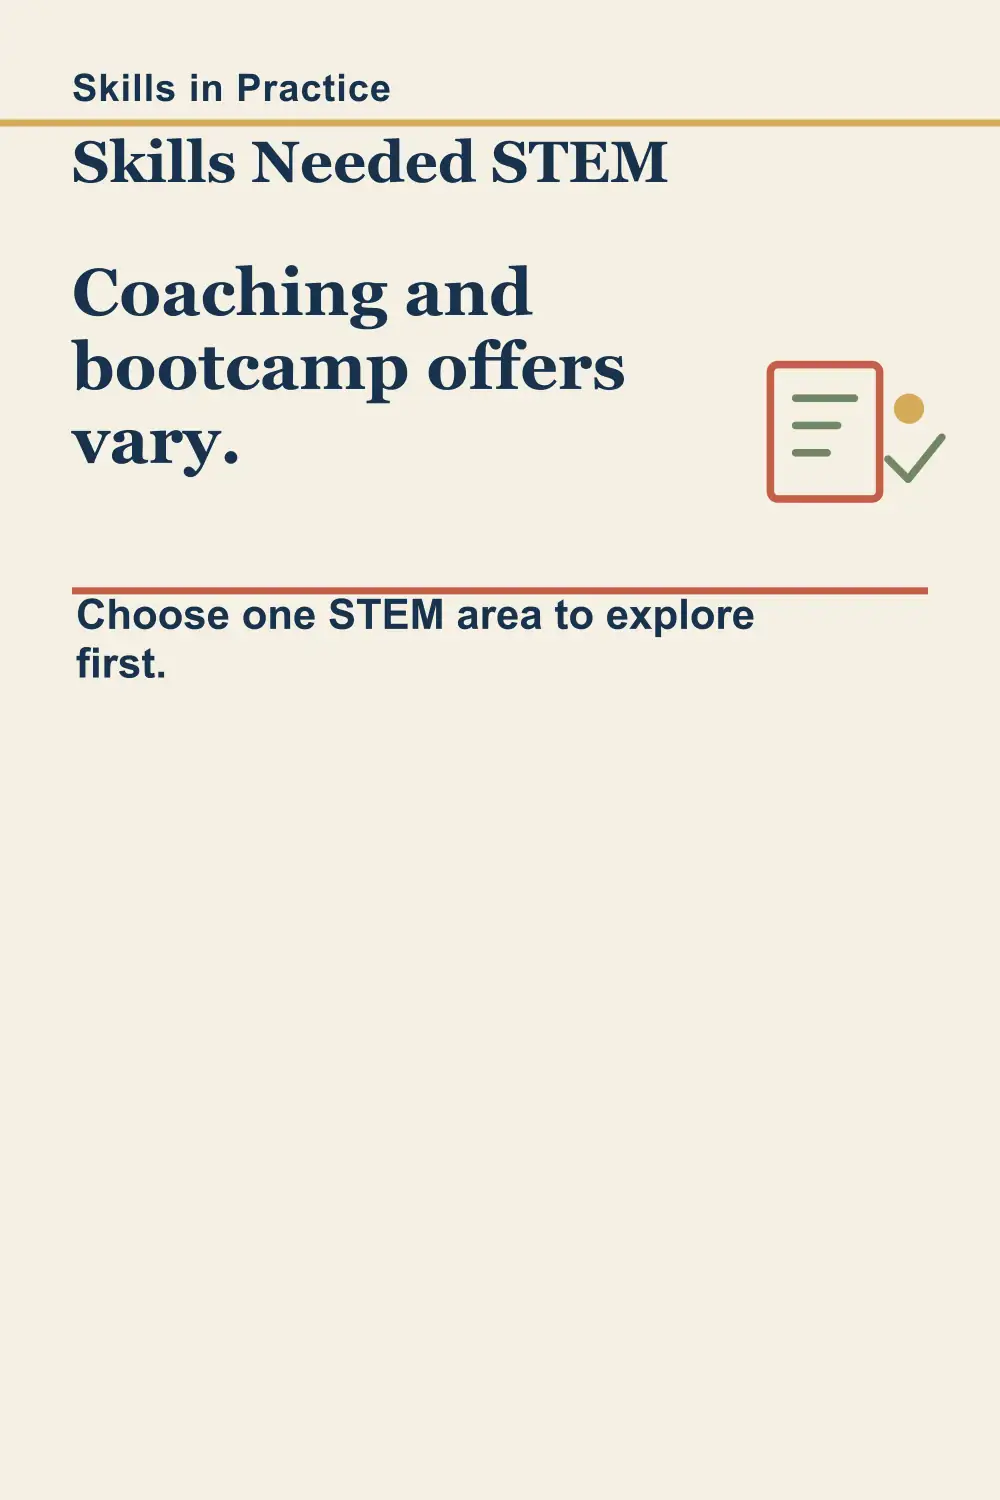 Skills in Practice
Skills Needed STEM
Coaching and
bootcamp offers
vary.
Choose one STEM area to explore
first.